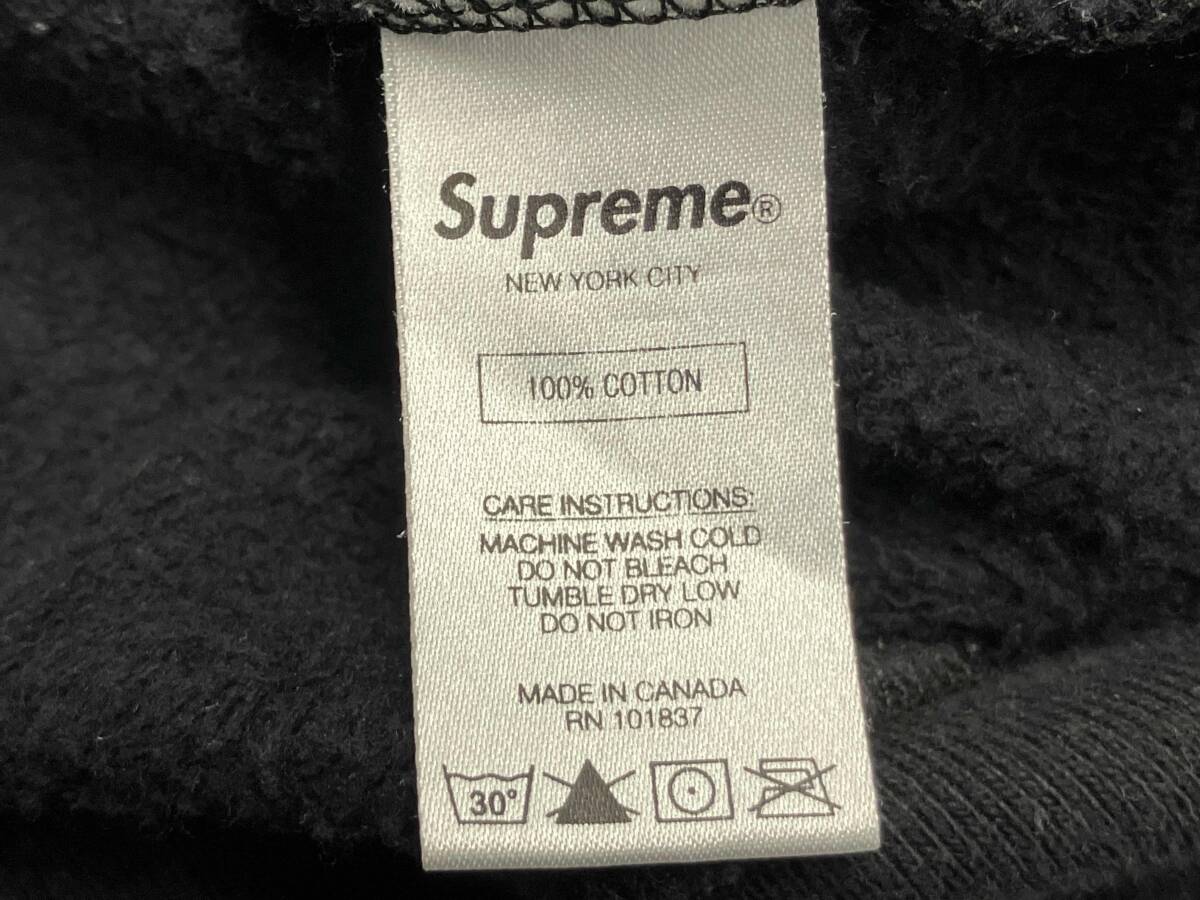 Supreme®
NEW YORK CITY
100% COTTON
CARE INSTRUCTIONS:
MACHINE WASH COLD
DO NOT BLEACH
TUMBLE DRY LOW
DO NOT IRON
MADE IN CANADA
RN 101837
30°